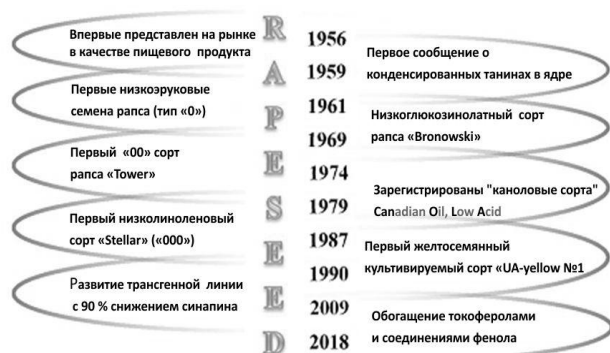 Впервые представлен на рынке
в качестве пищевого продукта
R
1956
Первое сообщение о
конденсированных танинах в ядре
A
1959
Первые низкоэруковые
семена рапса (тип «0»)
P
1961
Низкоглюкозинолатный сорт
рапса «Bronowski»
1969
Первый «00» сорт
рапса «Tower»
E
1974
Зарегистрированы "каноловые сорта"
Canadian Oil, Low Acid
S
1979
Первый низколиноленовый
сорт «Stellar» («000»)
E
1987
Первый желтосемянный
культивируемый сорт «UA-yellow №1
1990
Развитие трансгенной линии
с 90 % снижением синапина
E
2009
Обогащение токоферолами
и соединениями фенола
D
2018